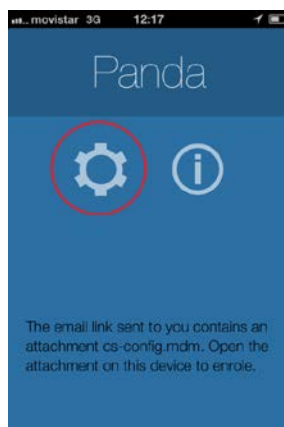 movistar 3G 12:17
Panda
The email link sent to you contains an
attachment cs-config.mdm. Open the
attachment on this device to enrole.